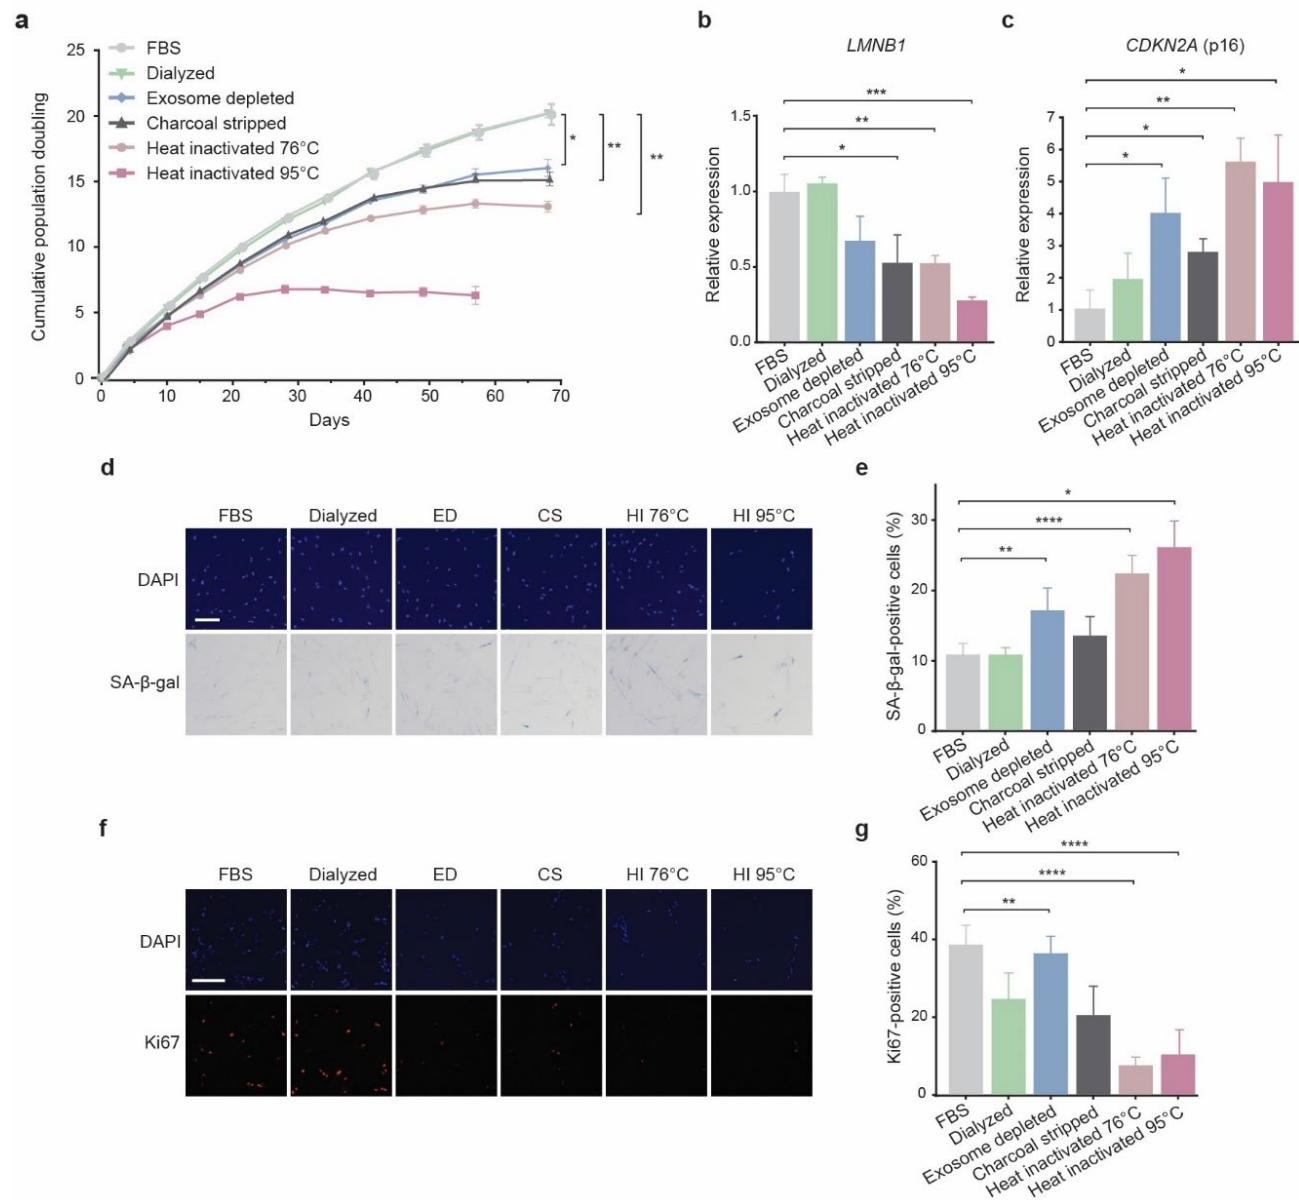 a
25
20
15
10
5
0
Cumulative population doubling
0 10 20 30 40 50 60 70
Days
FBS
Dialyzed
Exosome depleted
Charcoal stripped
Heat inactivated 76°C
Heat inactivated 95°C
* ** **
b
LMNB1
***
**
*
1.5
1.0
0.5
0.0
Relative expression
FBS
Dialyzed
Exosome depleted
Charcoal stripped
Heat inactivated 76°C
Heat inactivated 95°C
c
CDKN2A (p16)
*
**
*
*
7
6
5
4
3
2
1
0
Relative expression
FBS
Dialyzed
Exosome depleted
Charcoal stripped
Heat inactivated 76°C
Heat inactivated 95°C
d
FBS Dialyzed ED CS HI 76°C HI 95°C
DAPI
SA-β-gal
e
*
****
**
30
20
10
0
SA-β-gal-positive cells (%)
FBS
Dialyzed
Exosome depleted
Charcoal stripped
Heat inactivated 76°C
Heat inactivated 95°C
f
FBS Dialyzed ED CS HI 76°C HI 95°C
DAPI
Ki67
g
****
****
**
60
40
20
0
Ki67-positive cells (%)
FBS
Dialyzed
Exosome depleted
Charcoal stripped
Heat inactivated 76°C
Heat inactivated 95°C